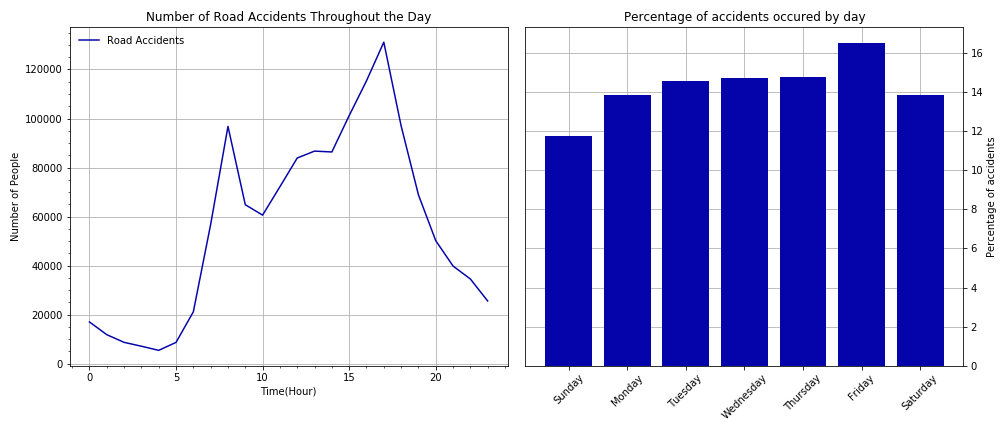 Number of Road Accidents Throughout the Day
Road Accidents
Number of People
120000
100000
80000
60000
40000
20000
0
0 5 10 15 20
Time(Hour)
Percentage of accidents occured by day
16
14
12
10
8
6
4
2
0
Percentage of accidents
Sunday
Monday
Tuesday
Wednesday
Thursday
Friday
Saturday